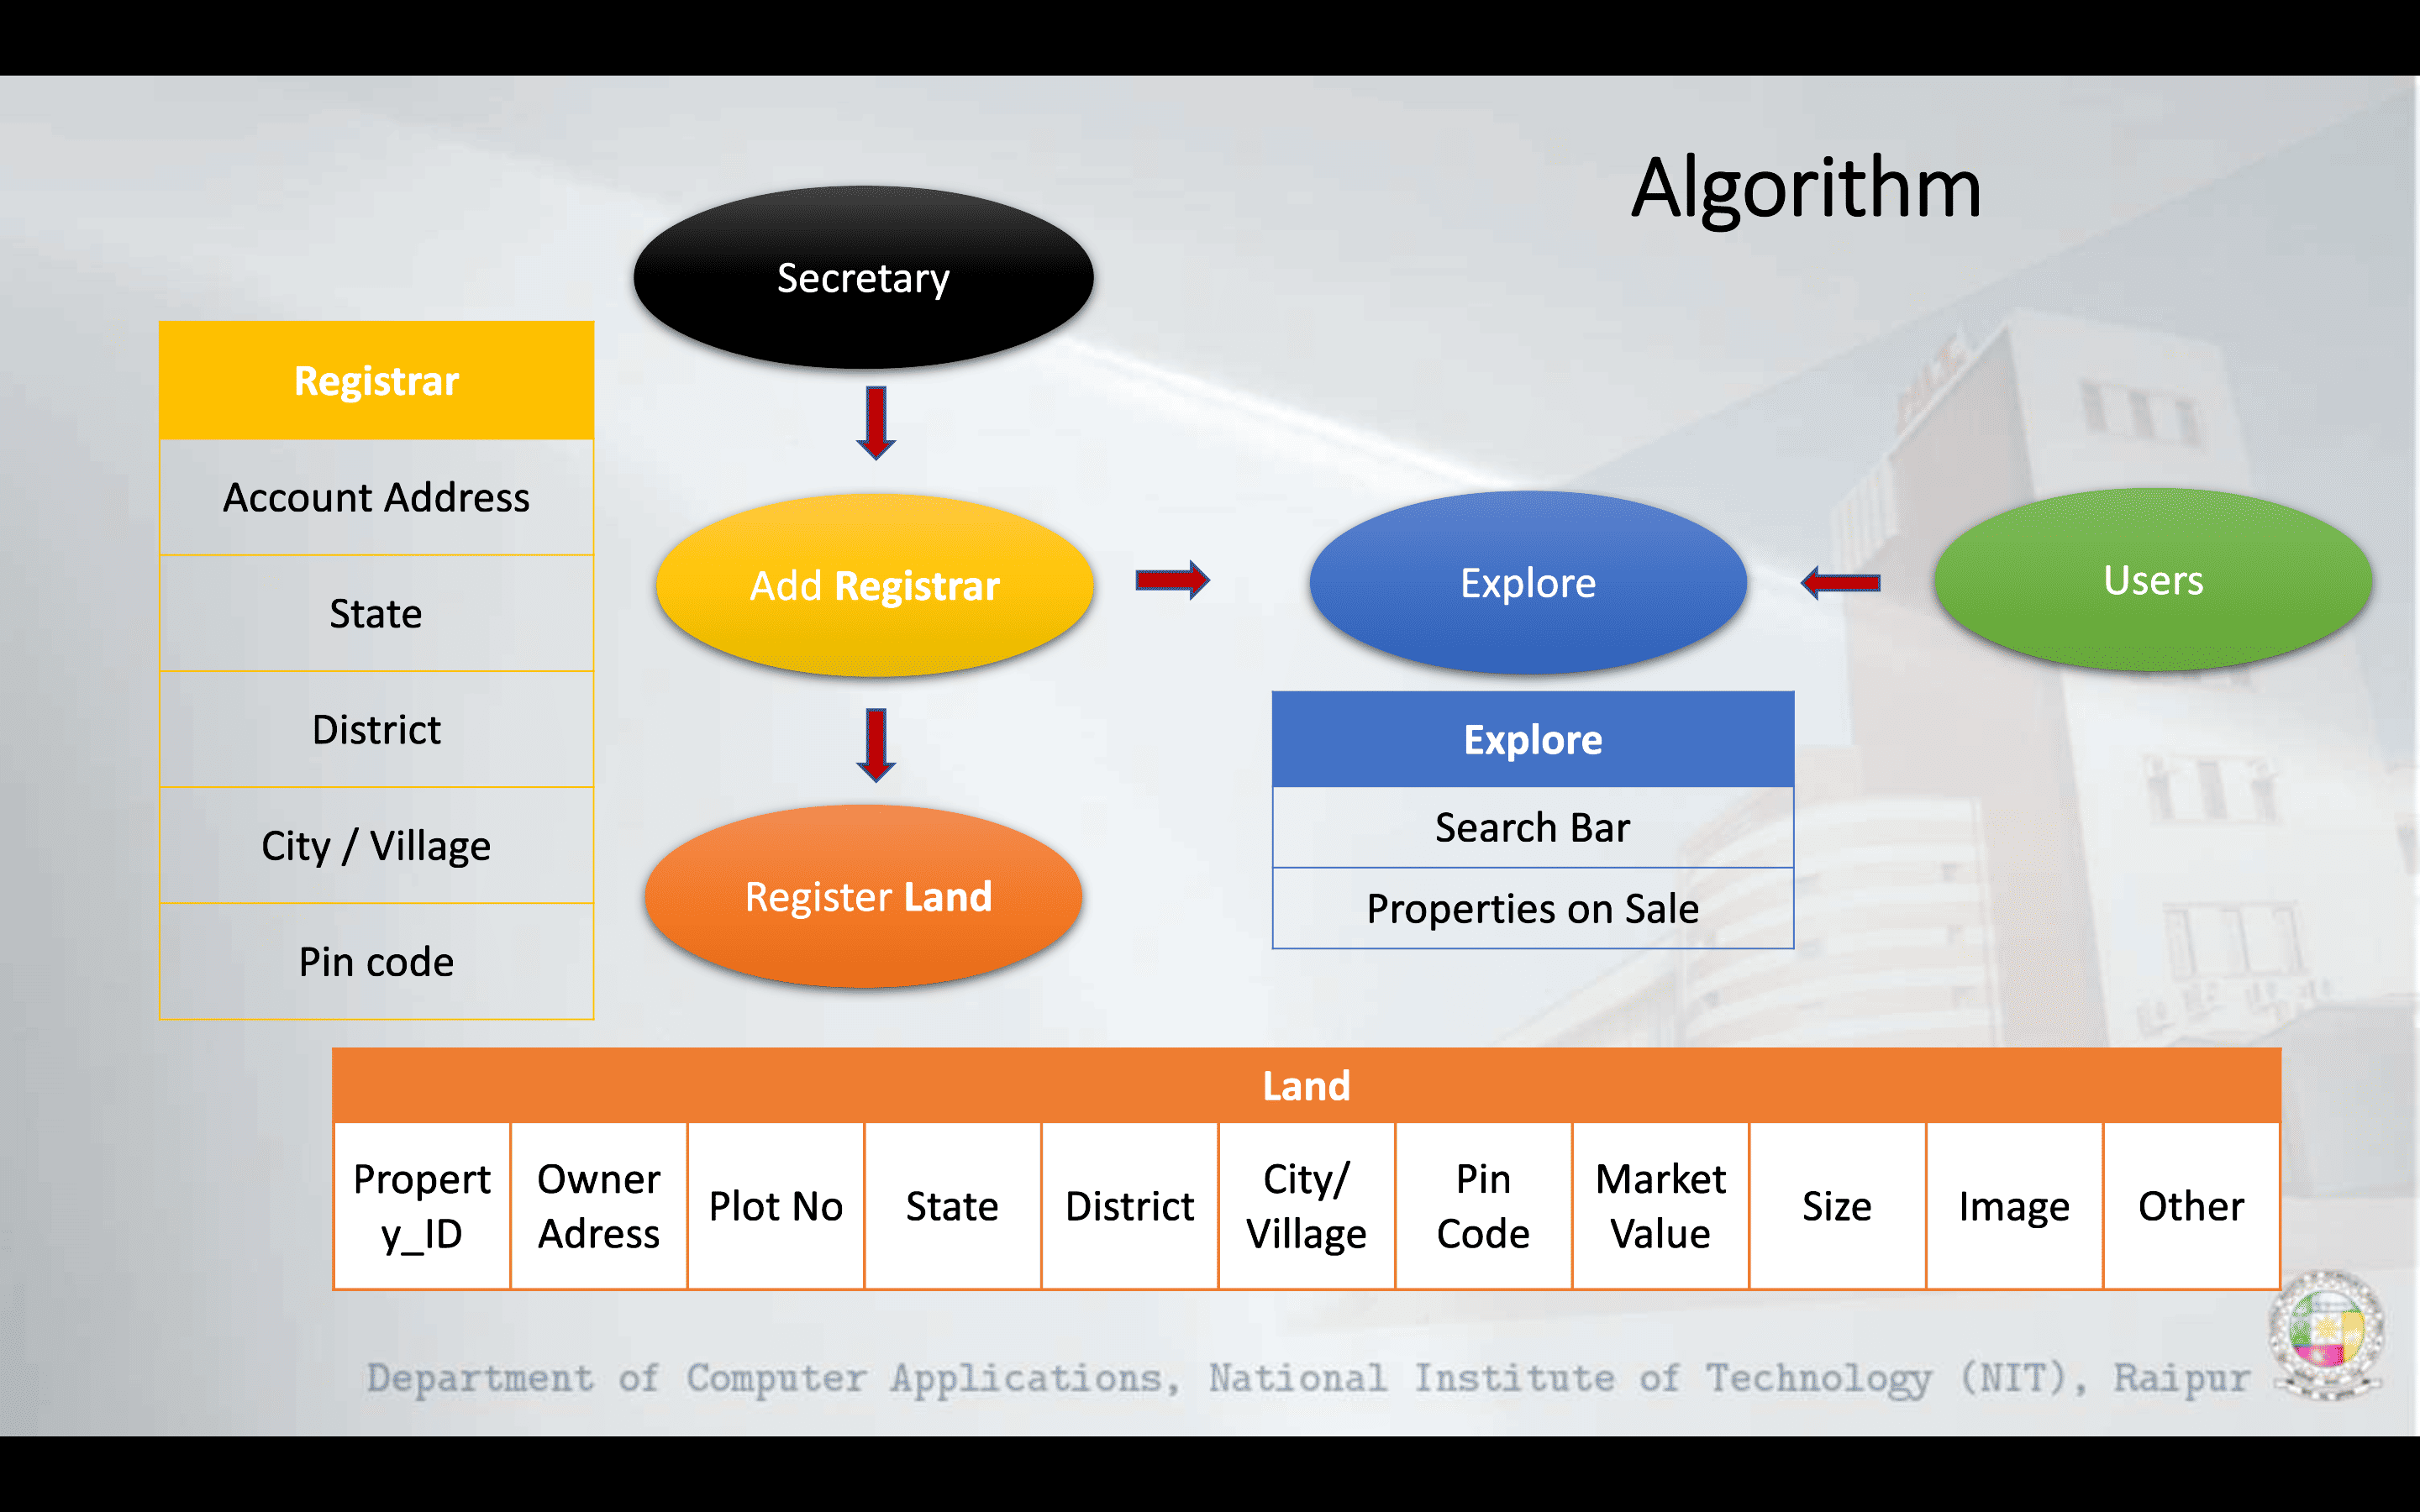 Algorithm
Secretary
Registrar
Account Address
State
District
City / Village
Pin code
Add Registrar
Explore
Users
Register Land
Explore
Search Bar
Properties on Sale
Land
Propert
y_ID
Owner
Adress
Plot No
State
District
City/
Village
Pin
Code
Market
Value
Size
Image
Other
Department of Computer Applications, National Institute of Technology (NIT), Raipur